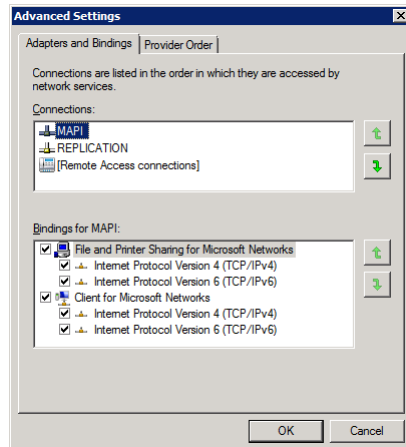 Advanced Settings
Adapters and Bindings
Provider Order
Connections are listed in the order in which they are accessed by
network services.
Connections:
MAPI
REPLICATION
[Remote Access connections]
Bindings for MAPI:
File and Printer Sharing for Microsoft Networks
Internet Protocol Version 4 (TCP/IPv4)
Internet Protocol Version 6 (TCP/IPv6)
Client for Microsoft Networks
Internet Protocol Version 4 (TCP/IPv4)
Internet Protocol Version 6 (TCP/IPv6)
OK
Cancel